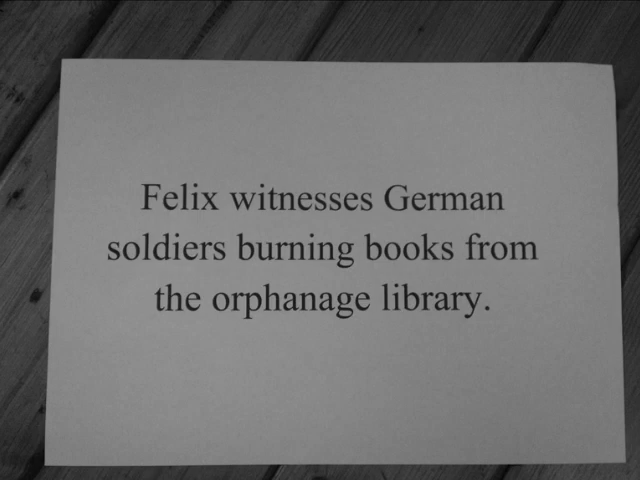 Felix witnesses German
soldiers burning books from
the orphanage library.